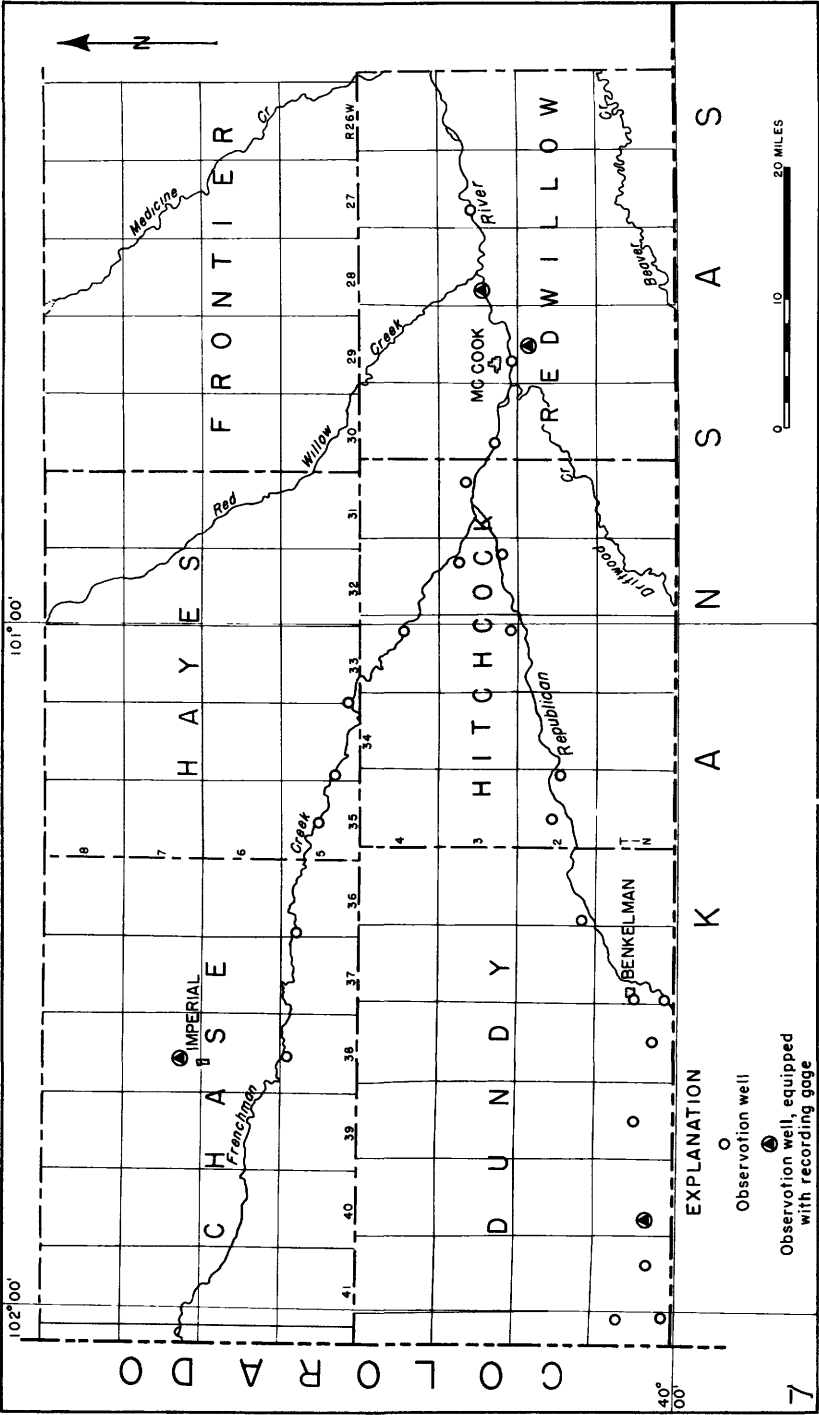 102°00'
101°00'
N
COLORADO
CHASE
HAYES
FRONTIER
DUNDY
HITCHCOCK
RED WILLOW
KANSAS
Medicine Cr
Red Willow Creek
Frenchman Creek
Republican River
Driftwood Cr
Beaver Cr
IMPERIAL
BENKELMAN
MC COOK
8
7
6
5
4
3
2
T I N
41 40 39 38 37 36 35 34 33 32 31 30 29 28 27 R26W
40°
00'
EXPLANATION
Observation well
Observation well, equipped
with recording gage
0 10 20 MILES
7